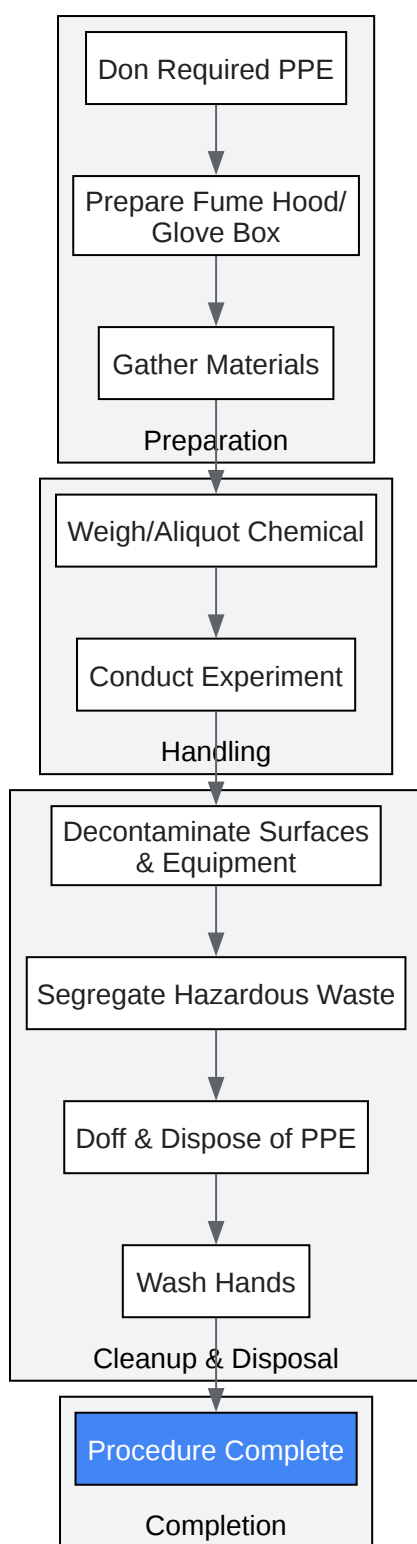 Don Required PPE
Prepare Fume Hood/
Glove Box
Gather Materials
Preparation
Weigh/Aliquot Chemical
Conduct Experiment
Handling
Decontaminate Surfaces
& Equipment
Segregate Hazardous Waste
Doff & Dispose of PPE
Wash Hands
Cleanup & Disposal
Procedure Complete
Completion